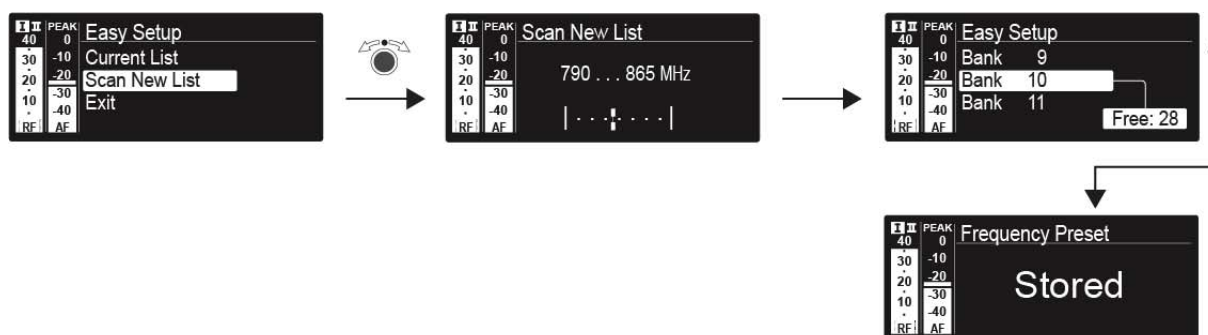 I II PEAK Easy Setup
40 0
30 -10 Current List
20 -20 Scan New List
10 -30 Exit
-40
RF AF
I II PEAK Scan New List
40 0
30 -10
20 -20 790 . . . 865 MHz
10 -30
-40
RF AF
I II PEAK Easy Setup
40 0
30 -10 Bank 9
20 -20 Bank 10
10 -30 Bank 11
-40
RF AF Free: 28
I II PEAK Frequency Preset
40 0
30 -10
20 -20 Stored
10 -30
-40
RF AF